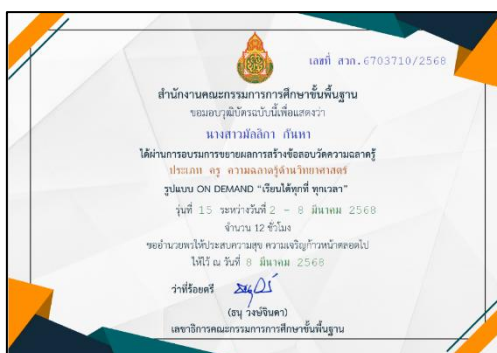 เลขที่ สวก.6703710/2568
สำนักงานคณะกรรมการการศึกษาขั้นพื้นฐาน
ขอมอบวุฒิบัตรฉบับนี้เพื่อแสดงว่า
นางสาวมัลลิกา กันหา
ได้ผ่านการอบรมการขยายผลการสร้างข้อสอบวัดความฉลาดรู้
ประเภท ครู ความฉลาดรู้ด้านวิทยาศาสตร์
รูปแบบ ON DEMAND "เรียนได้ทุกที่ ทุกเวลา"
รุ่นที่ 15 ระหว่างวันที่ 2 - 8 มีนาคม 2568
จำนวน 12 ชั่วโมง
ขออำนวยพรให้ประสบความสุข ความเจริญก้าวหน้าตลอดไป
ให้ไว้ ณ วันที่ 8 มีนาคม 2568
ว่าที่ร้อยตรี
(ธนุ วงษ์จินดา)
เลขาธิการคณะกรรมการการศึกษาขั้นพื้นฐาน